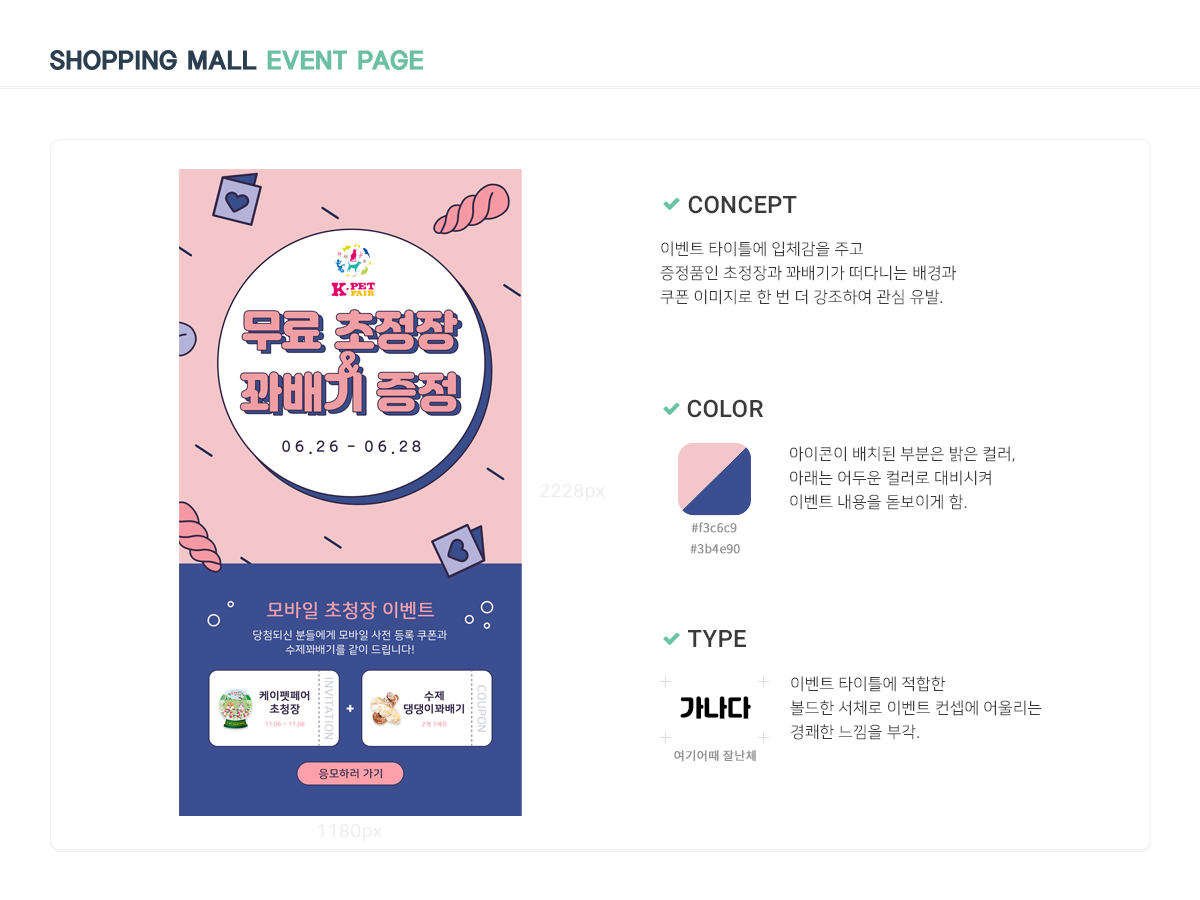 SHOPPING MALL EVENT PAGE
K·PET
FAIR
무료 초정장
&
꽈배기 증정
06.26 - 06.28
모바일 초청장 이벤트
당첨되신 분들에게 모바일 사전 등록 쿠폰과
수제꽈배기를 같이 드립니다!
케이펫페어
초청장
11.06 ~ 11.08
INVITATION
+
수제
댕댕이꽈배기
2개 1세트
COUPON
응모하러 가기
2228px
1180px
CONCEPT
이벤트 타이틀에 입체감을 주고
증정품인 초정장과 꽈배기가 떠다니는 배경과
쿠폰 이미지로 한 번 더 강조하여 관심 유발.
COLOR
#f3c6c9
#3b4e90
아이콘이 배치된 부분은 밝은 컬러,
아래는 어두운 컬러로 대비시켜
이벤트 내용을 돋보이게 함.
TYPE
가나다
여기어때 잘난체
이벤트 타이틀에 적합한
볼드한 서체로 이벤트 컨셉에 어울리는
경쾌한 느낌을 부각.